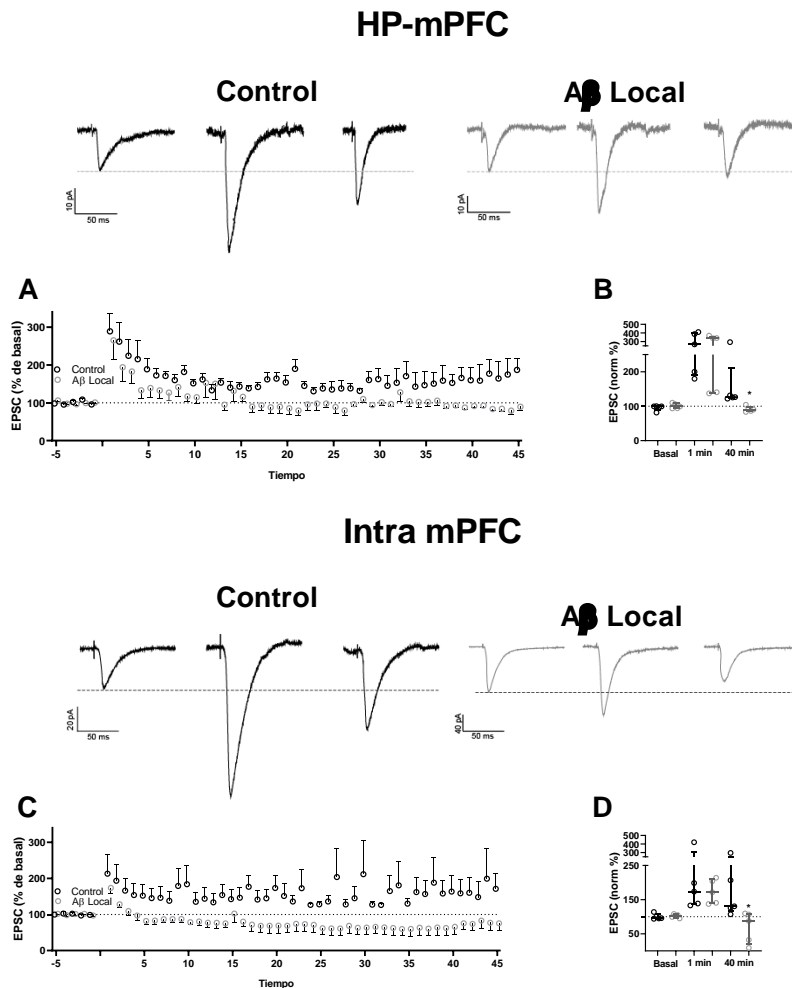 HP-mPFC
Control
Aβ Local
10 pA
50 ms
10 pA
50 ms
A
EPSC (% de basal)
300
200
100
0
Control
Aβ Local
-5 5 10 15 20 25 30 35 40 45
Tiempo
B
EPSC (norm %)
500
400
300
200
100
0
*
Basal 1 min 40 min
Intra mPFC
Control
Aβ Local
20 pA
50 ms
40 pA
50 ms
C
EPSC (% de basal)
300
200
100
0
Control
Aβ Local
-5 5 10 15 20 25 30 35 40 45
Tiempo
D
EPSC (norm %)
500
400
300
250
150
50
*
Basal 1 min 40 min